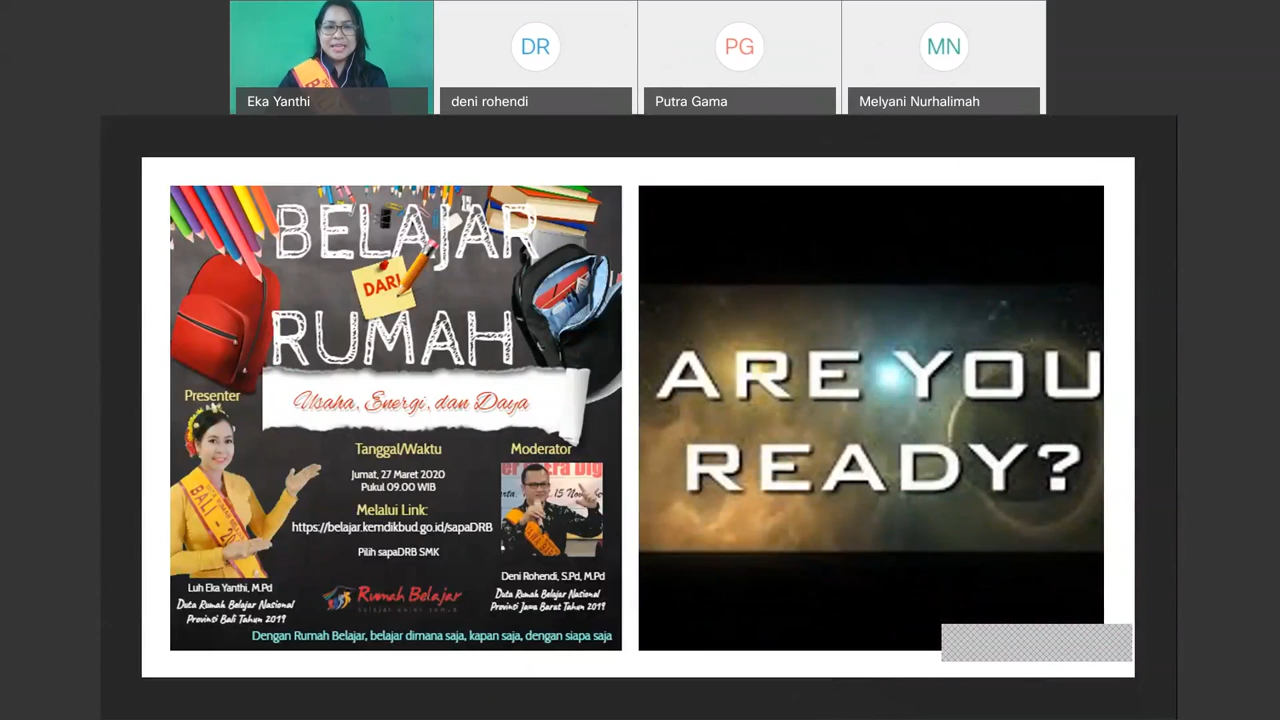 DR
PG
MN
Eka Yanthi
deni rohendi
Putra Gama
Melyani Nurhalimah
BELAJAR
DARI
RUMAH
Usaha, Energi, dan Daya
Presenter
BALI - 20
Luh Eka Yanthi, M.Pd
Duta Rumah Belajar Nasional
Provinsi Bali Tahun 2019
Tanggal/Waktu
Jumat, 27 Maret 2020
Pukul 09.00 WIB
Melalui Link:
https://belajar.kemdikbud.go.id/sapaDRB
Pilih sapaDRB SMK
Rumah Belajar
Moderator
15 Novembe
Deni Rohendi, S.Pd, M.Pd
Duta Rumah Belajar Nasional
Provinsi Jawa Barat Tahun 2019
Dengan Rumah Belajar, belajar dimana saja, kapan saja, dengan siapa saja
ARE YOU
READY?